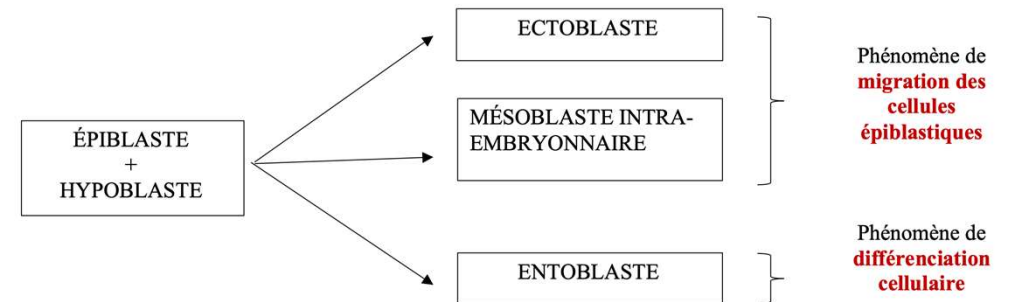 ÉPIBLASTE
+
HYPOBLASTE
ECTOBLASTE
MÉSOBLASTE INTRA-
EMBRYONNAIRE
ENTOBLASTE
Phénomène de
migration des
cellules
épiblastiques
Phénomène de
différenciation
cellulaire